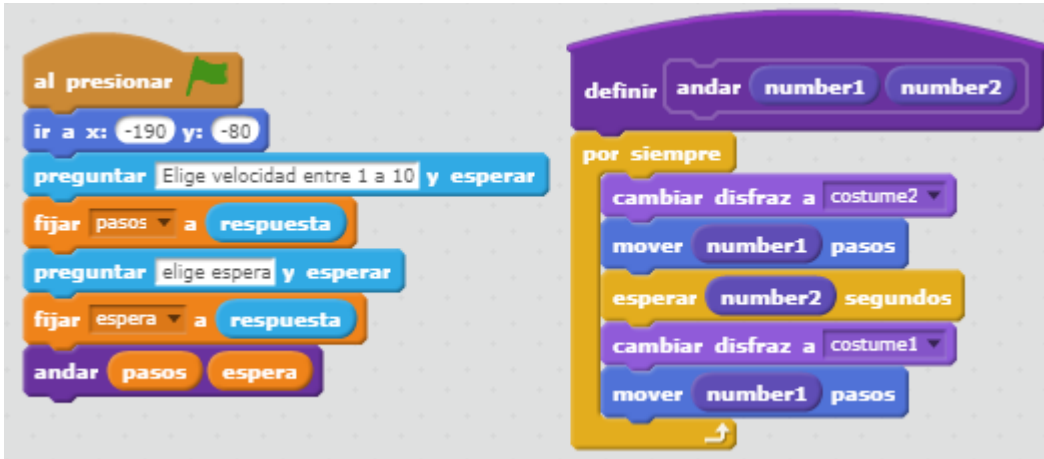 al presionar
ir a x: -190 y: -80
preguntar Elige velocidad entre 1 a 10 y esperar
fijar pasos a respuesta
preguntar elige espera y esperar
fijar espera a respuesta
andar pasos espera
definir andar number1 number2
por siempre
cambiar disfraz a costume2
mover number1 pasos
esperar number2 segundos
cambiar disfraz a costume1
mover number1 pasos